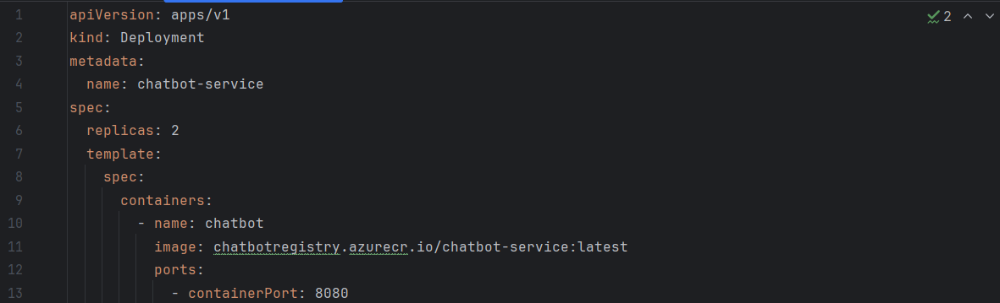 1 apiVersion: apps/v1
2 kind: Deployment
3 metadata:
4   name: chatbot-service
5 spec:
6   replicas: 2
7   template:
8     spec:
9       containers:
10         - name: chatbot
11           image: chatbotregistry.azurecr.io/chatbot-service:latest
12           ports:
13             - containerPort: 8080
2